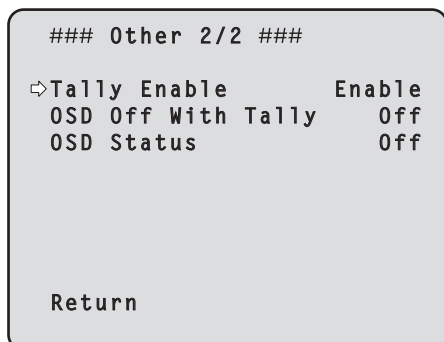 ### Other 2/2 ###
⇨Tally Enable Enable
OSD Off With Tally Off
OSD Status Off
Return